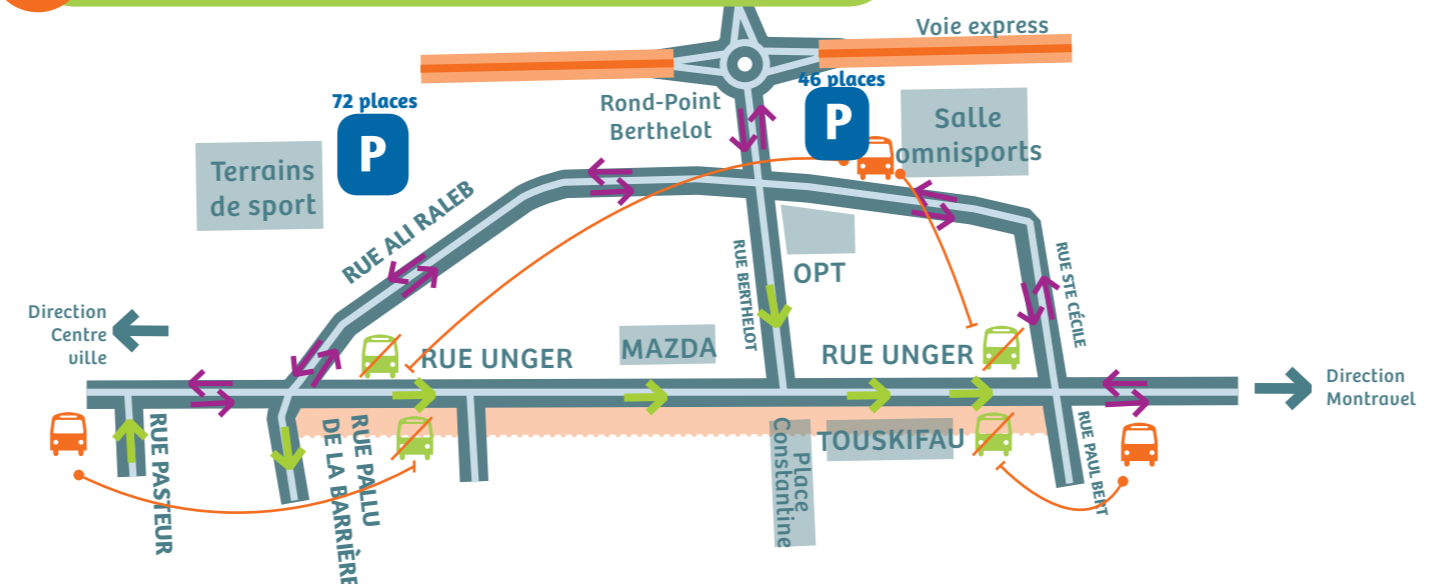 Voie express
72 places
P
46 places
P
Rond-Point
Berthelot
Salle
omnisports
Terrains
de sport
RUE ALI RALEB
RUE BERTHELOT
OPT
RUE STE CÉCILE
Direction
Centre
ville
RUE UNGER
MAZDA
RUE UNGER
Direction
Montravel
RUE PASTEUR
RUE PALLU
DE LA BARRIÈRE
Place
Constantine
TOUSKIFAU
RUE PAUL BERT